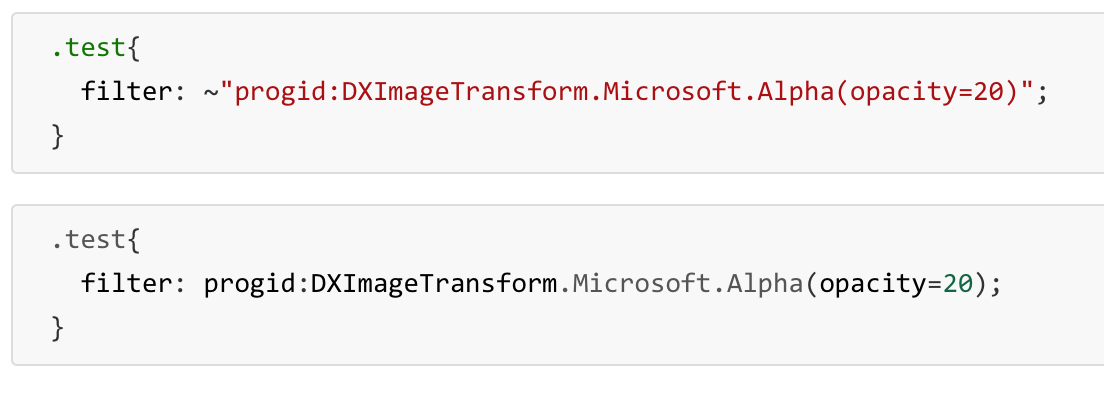 .test{
  filter: ~"progid:DXImageTransform.Microsoft.Alpha(opacity=20)";
}
.test{
  filter: progid:DXImageTransform.Microsoft.Alpha(opacity=20);
}